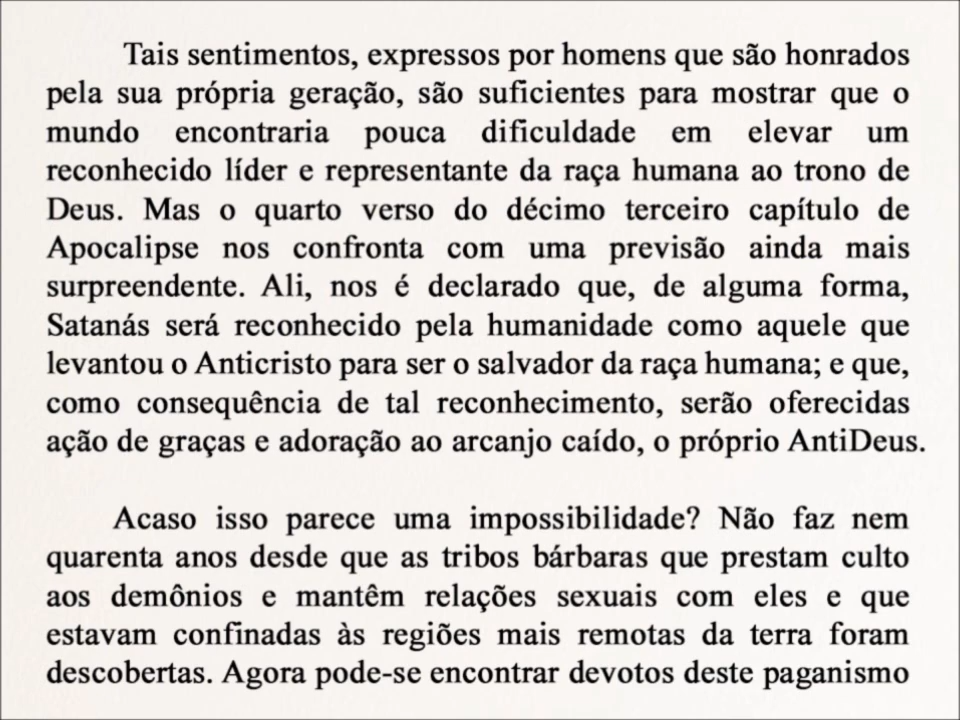 Tais sentimentos, expressos por homens que são honrados
pela sua própria geração, são suficientes para mostrar que o
mundo encontraria pouca dificuldade em elevar um
reconhecido líder e representante da raça humana ao trono de
Deus. Mas o quarto verso do décimo terceiro capítulo de
Apocalipse nos confronta com uma previsão ainda mais
surpreendente. Ali, nos é declarado que, de alguma forma,
Satanás será reconhecido pela humanidade como aquele que
levantou o Anticristo para ser o salvador da raça humana; e que,
como consequência de tal reconhecimento, serão oferecidas
ação de graças e adoração ao arcanjo caído, o próprio AntiDeus.
Acaso isso parece uma impossibilidade? Não faz nem
quarenta anos desde que as tribos bárbaras que prestam culto
aos demônios e mantêm relações sexuais com eles e que
estavam confinadas às regiões mais remotas da terra foram
descobertas. Agora pode-se encontrar devotos deste paganismo